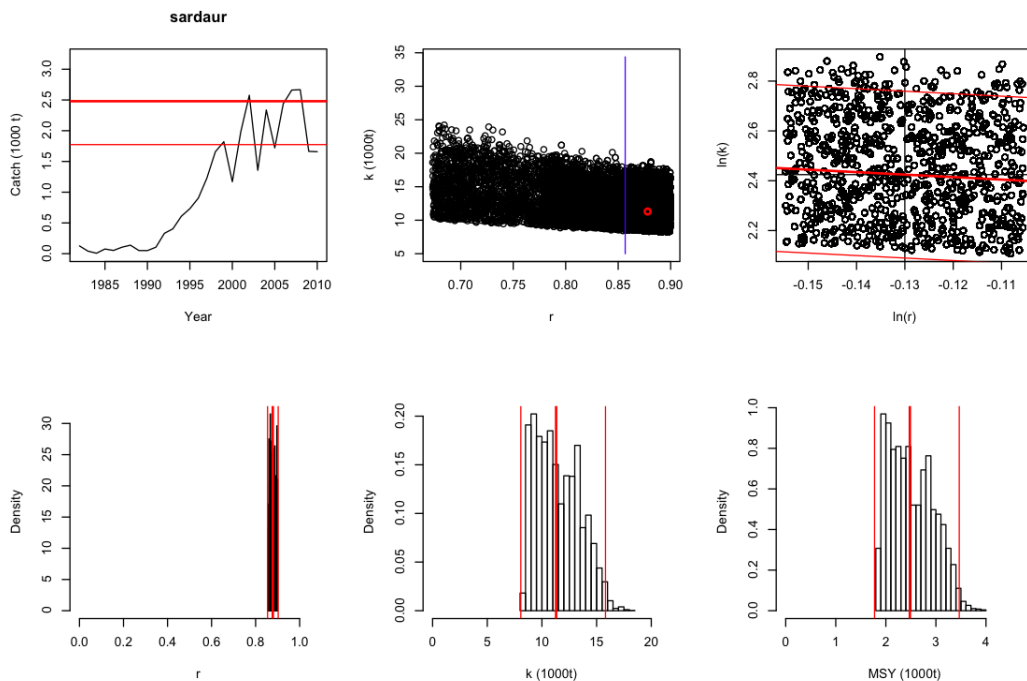 sardaur
Catch (1000 t)
0.0 0.5 1.0 1.5 2.0 2.5 3.0
1985 1990 1995 2000 2005 2010
Year
k (1000t)
5 10 15 20 25 30 35
0.70 0.75 0.80 0.85 0.90
r
ln(k)
2.2 2.4 2.6 2.8
-0.15 -0.14 -0.13 -0.12 -0.11
ln(r)
Density
0 5 10 15 20 25 30
0.0 0.2 0.4 0.6 0.8 1.0
r
Density
0.00 0.05 0.10 0.15 0.20
0 5 10 15 20
k (1000t)
Density
0.0 0.2 0.4 0.6 0.8 1.0
0 1 2 3 4
MSY (1000t)